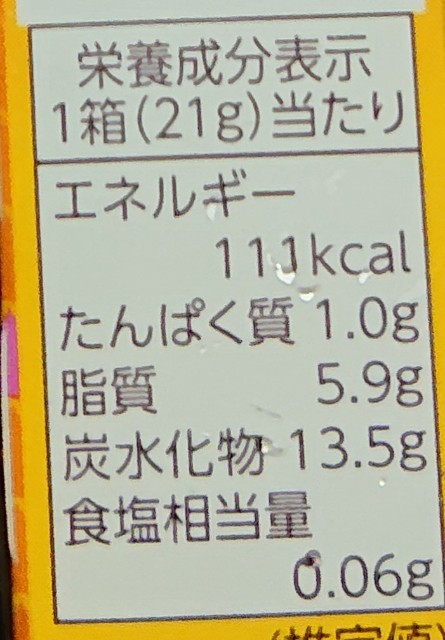 栄養成分表示
1箱(21g)当たり
エネルギー
111kcal
たんぱく質 1.0g
脂質 5.9g
炭水化物 13.5g
食塩相当量
0.06g